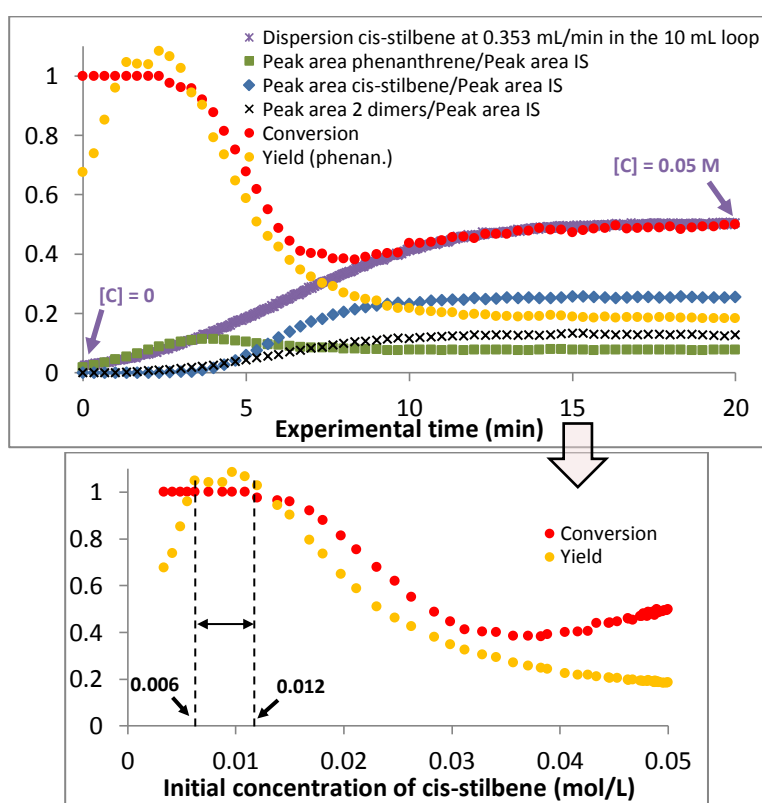 Dispersion cis-stilbene at 0.353 mL/min in the 10 mL loop
Peak area phenanthrene/Peak area IS
Peak area cis-stilbene/Peak area IS
Peak area 2 dimers/Peak area IS
Conversion
Yield (phenan.)
[C] = 0.05 M
[C] = 0
1
0.8
0.6
0.4
0.2
0
0 5 10 15 20
Experimental time (min)
Conversion
Yield
1
0.8
0.6
0.4
0.2
0
0.006
0.012
0 0.01 0.02 0.03 0.04 0.05
Initial concentration of cis-stilbene (mol/L)